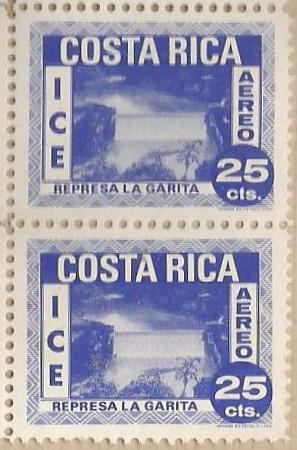 COSTA RICA
ICE
AEREO
25
cts.
REPRESA LA GARITA
COSTA RICA
ICE
AEREO
25
cts.
REPRESA LA GARITA